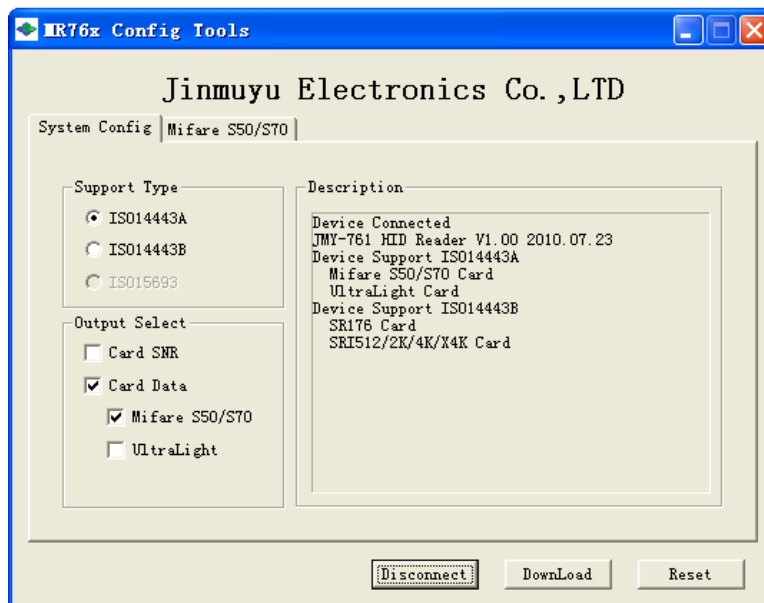 MR76x Config Tools
Jinmuyu Electronics Co.,LTD
System Config
Mifare S50/S70
Support Type
ISO14443A
ISO14443B
ISO15693
Output Select
Card SNR
Card Data
Mifare S50/S70
UltraLight
Description
Device Connected
JMY-761 HID Reader V1.00 2010.07.23
Device Support ISO14443A
Mifare S50/S70 Card
UltraLight Card
Device Support ISO14443B
SR176 Card
SRI512/2K/4K/X4K Card
Disconnect
DownLoad
Reset